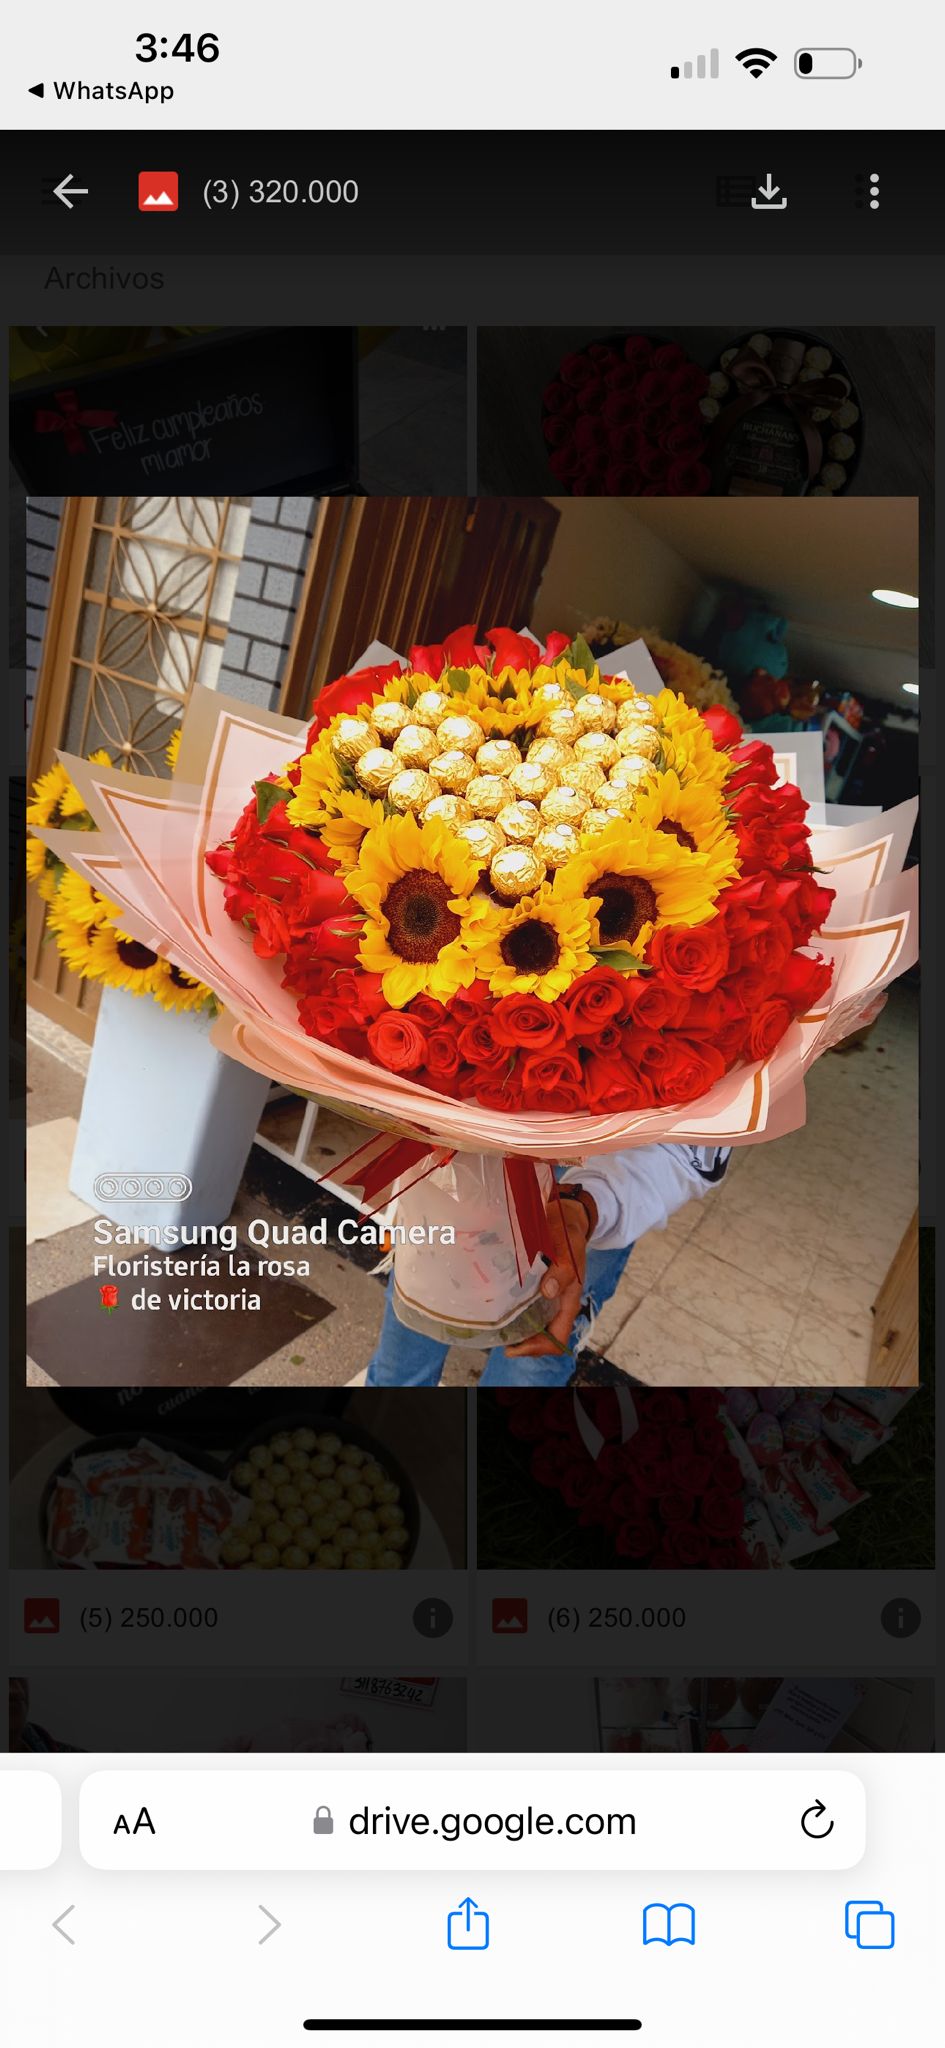 3:46
WhatsApp
(3) 320.000
Archivos
Feliz cumpleaños
mi amor
BUCHANAN'S
Samsung Quad Camera
Floristería la rosa
🌹 de victoria
(5) 250.000
(6) 250.000
3118763242
AA
drive.google.com